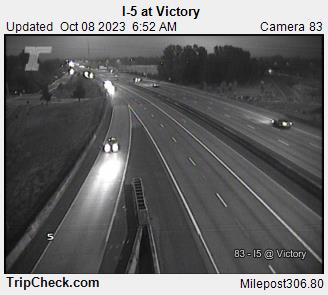 I-5 at Victory
Updated Oct 08 2023 6:52 AM Camera 83
T
S
83 - I5 @ Victory
TripCheck.com Milepost306.80